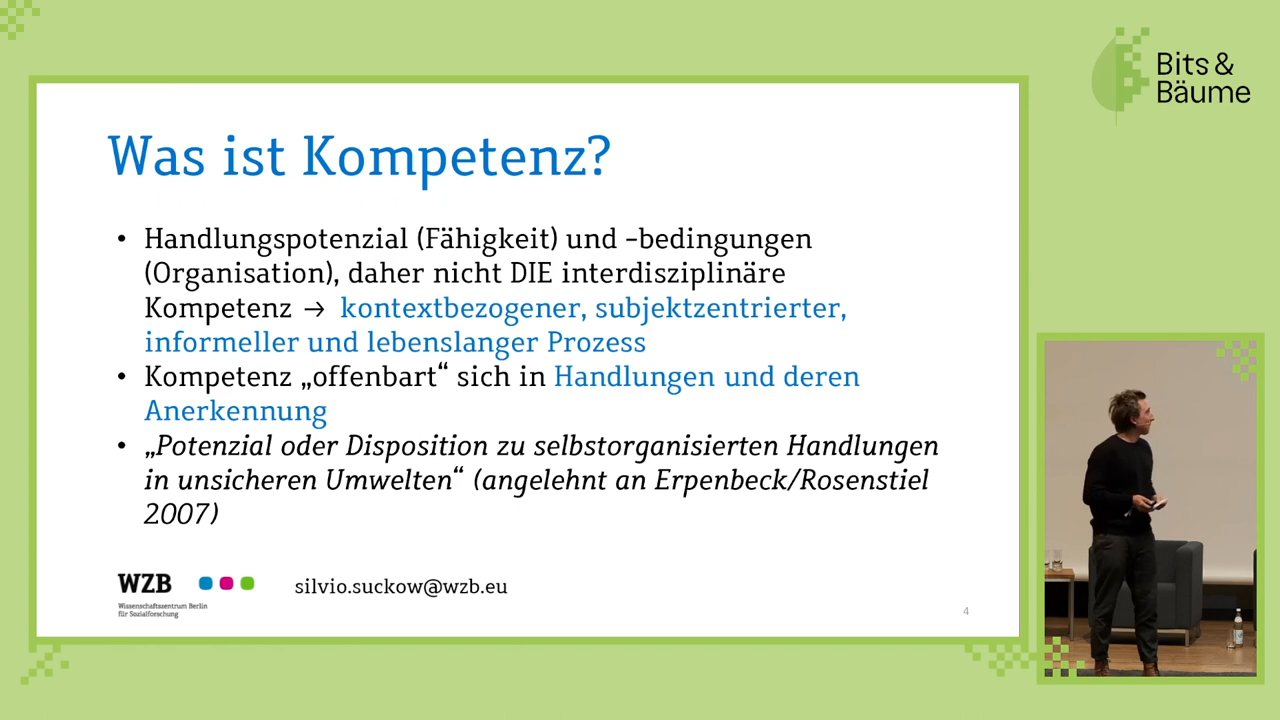 Bits &
Bäume
Was ist Kompetenz?
• Handlungspotenzial (Fähigkeit) und –bedingungen
(Organisation), daher nicht DIE interdisziplinäre
Kompetenz → kontextbezogener, subjektzentrierter,
informeller und lebenslanger Prozess
• Kompetenz „offenbart“ sich in Handlungen und deren
Anerkennung
• „Potenzial oder Disposition zu selbstorganisierten Handlungen
in unsicheren Umwelten“ (angelehnt an Erpenbeck/Rosenstiel
2007)
WZB
Wissenschaftszentrum Berlin
für Sozialforschung
silvio.suckow@wzb.eu
4